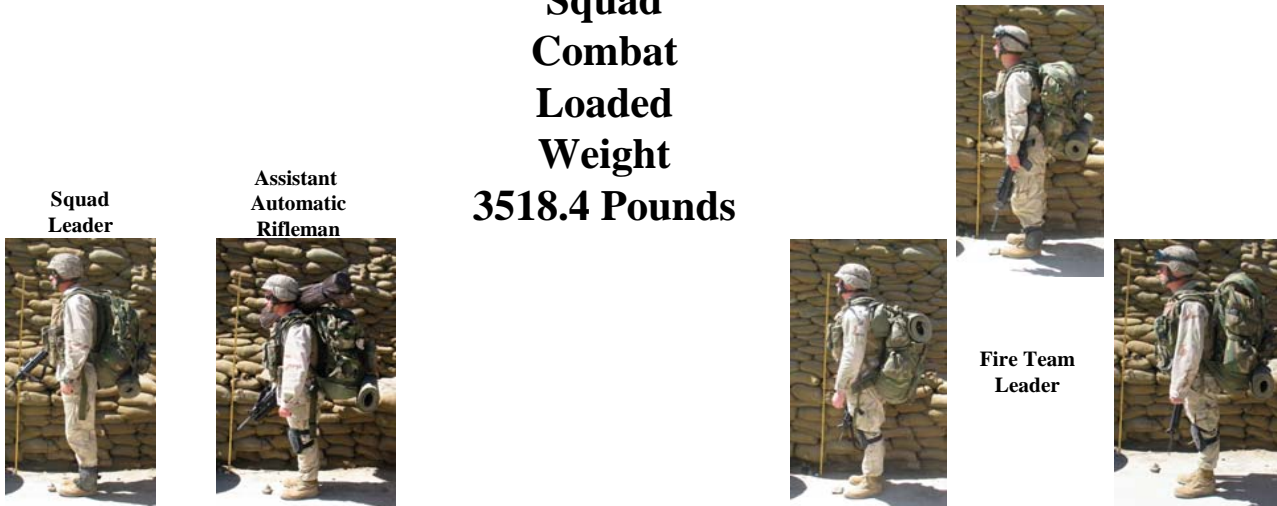 Squad
Combat
Loaded
Weight
3518.4 Pounds
Squad
Leader
Assistant
Automatic
Rifleman
Fire Team
Leader